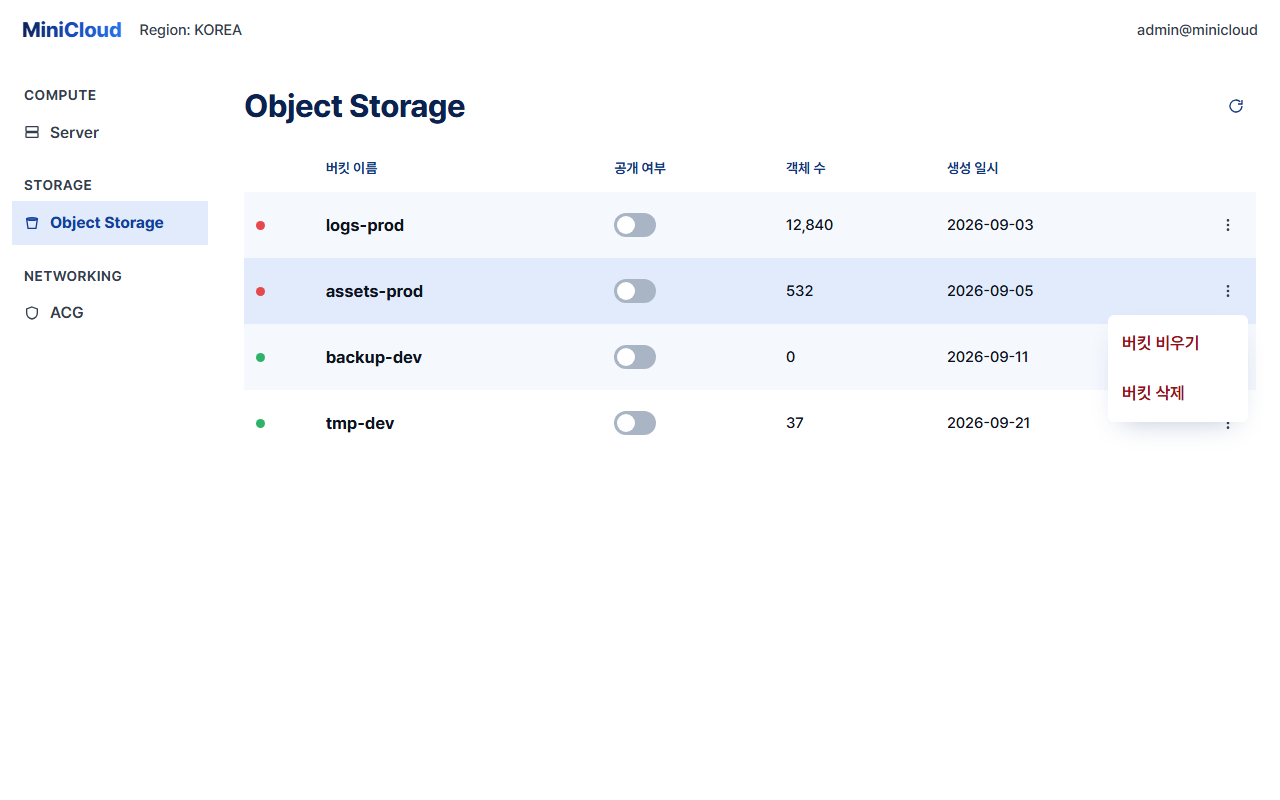 MiniCloud Region: KOREA admin@minicloud
COMPUTE
Server
STORAGE
Object Storage
NETWORKING
ACG
Object Storage
버킷 이름 공개 여부 객체 수 생성 일시
logs-prod 12,840 2026-09-03
assets-prod 532 2026-09-05
backup-dev 0 2026-09-11
tmp-dev 37 2026-09-21
버킷 비우기
버킷 삭제